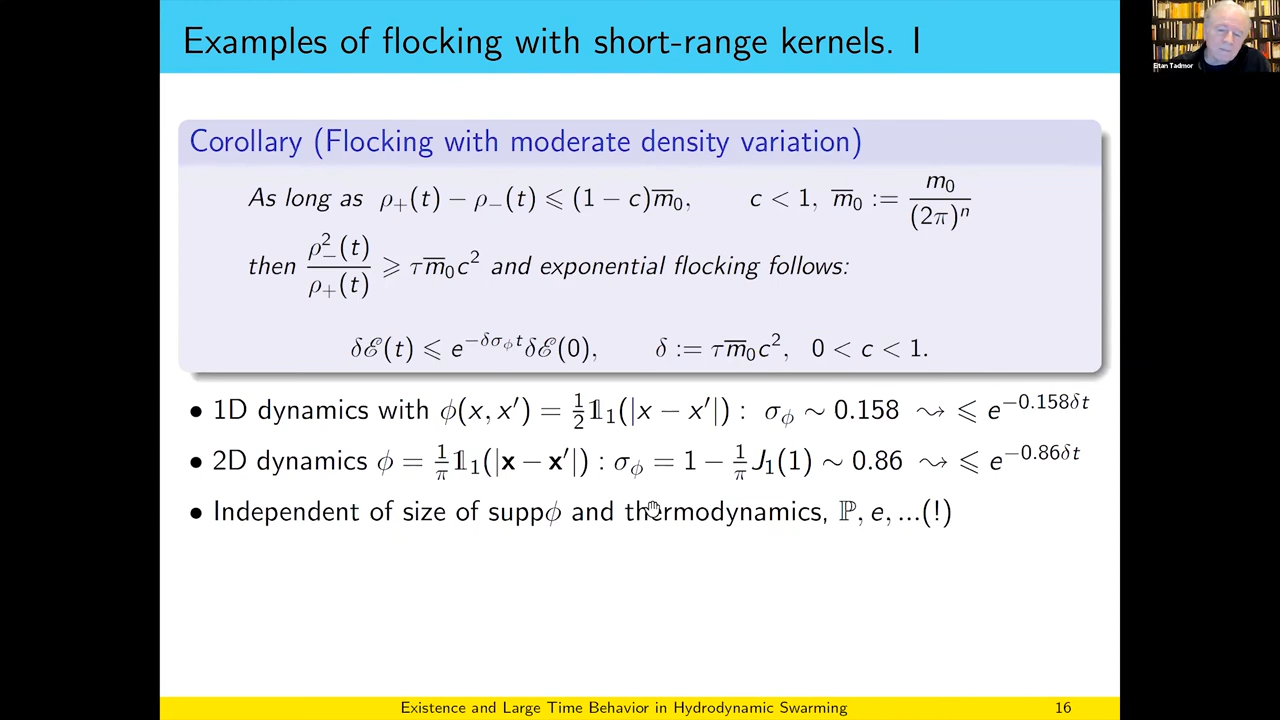 Examples of flocking with short-range kernels. I
Eitan Tadmor
Corollary (Flocking with moderate density variation)
As long as ρ₊(t) − ρ₋(t) ⩽ (1 − c)m̅₀, c < 1, m̅₀ := m₀/(2π)ⁿ
then ρ₋²(t)/ρ₊(t) ⩾ τm̅₀c² and exponential flocking follows:
δℰ(t) ⩽ e^{−δσ_ϕt}δℰ(0), δ := τm̅₀c², 0 < c < 1.
• 1D dynamics with ϕ(x, x′) = ½𝟙₁(|x − x′|) : σ_ϕ ∼ 0.158 ⇝ ⩽ e^{−0.158δt}
• 2D dynamics ϕ = 1/π 𝟙₁(|𝐱 − 𝐱′|) : σ_ϕ = 1 − 1/π J₁(1) ∼ 0.86 ⇝ ⩽ e^{−0.86δt}
• Independent of size of suppϕ and thermodynamics, ℙ, e, ...(!)
Existence and Large Time Behavior in Hydrodynamic Swarming 16